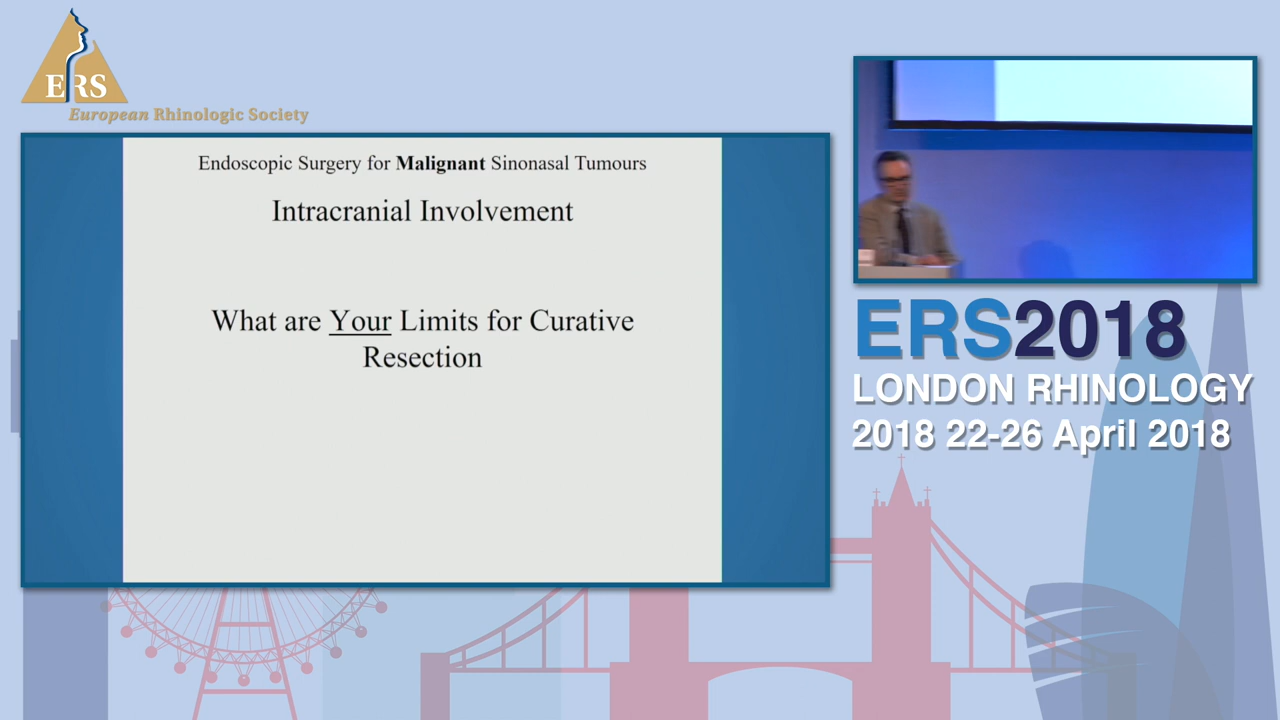 ERS
European Rhinologic Society
Endoscopic Surgery for Malignant Sinonasal Tumours
Intracranial Involvement
What are Your Limits for Curative
Resection
ERS2018
LONDON RHINOLOGY
2018 22-26 April 2018